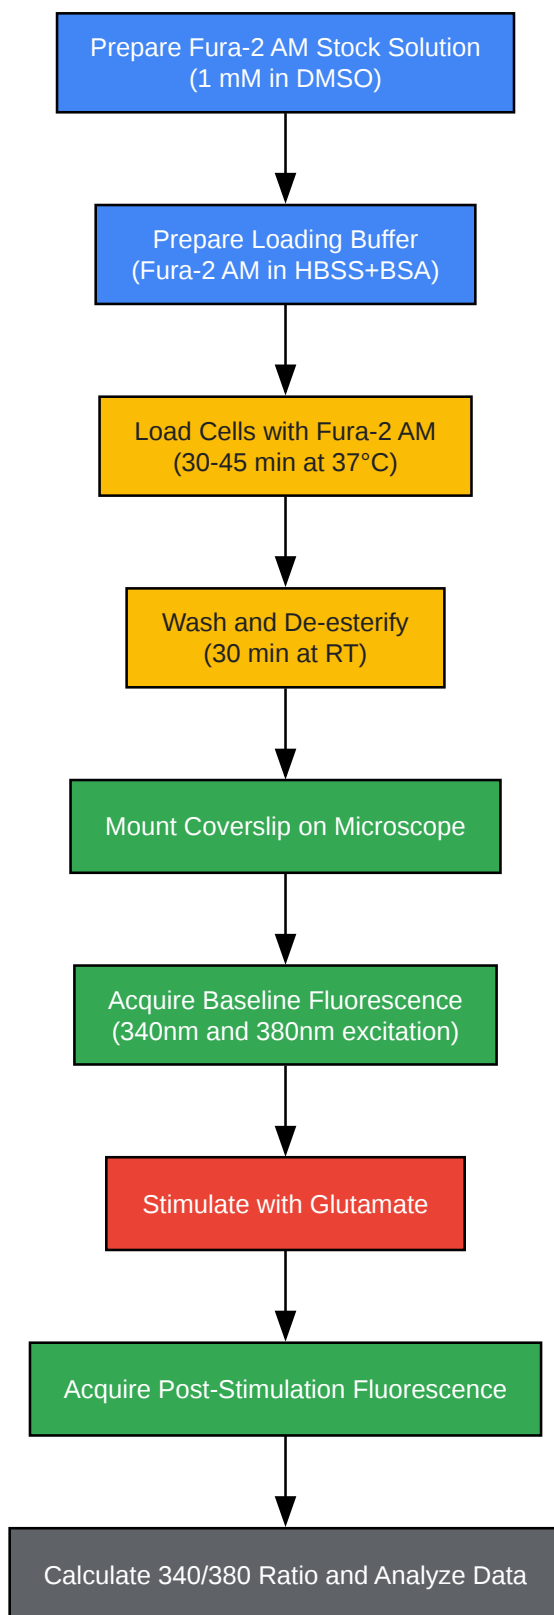 Prepare Fura-2 AM Stock Solution
(1 mM in DMSO)
Prepare Loading Buffer
(Fura-2 AM in HBSS+BSA)
Load Cells with Fura-2 AM
(30-45 min at 37°C)
Wash and De-esterify
(30 min at RT)
Mount Coverslip on Microscope
Acquire Baseline Fluorescence
(340nm and 380nm excitation)
Stimulate with Glutamate
Acquire Post-Stimulation Fluorescence
Calculate 340/380 Ratio and Analyze Data